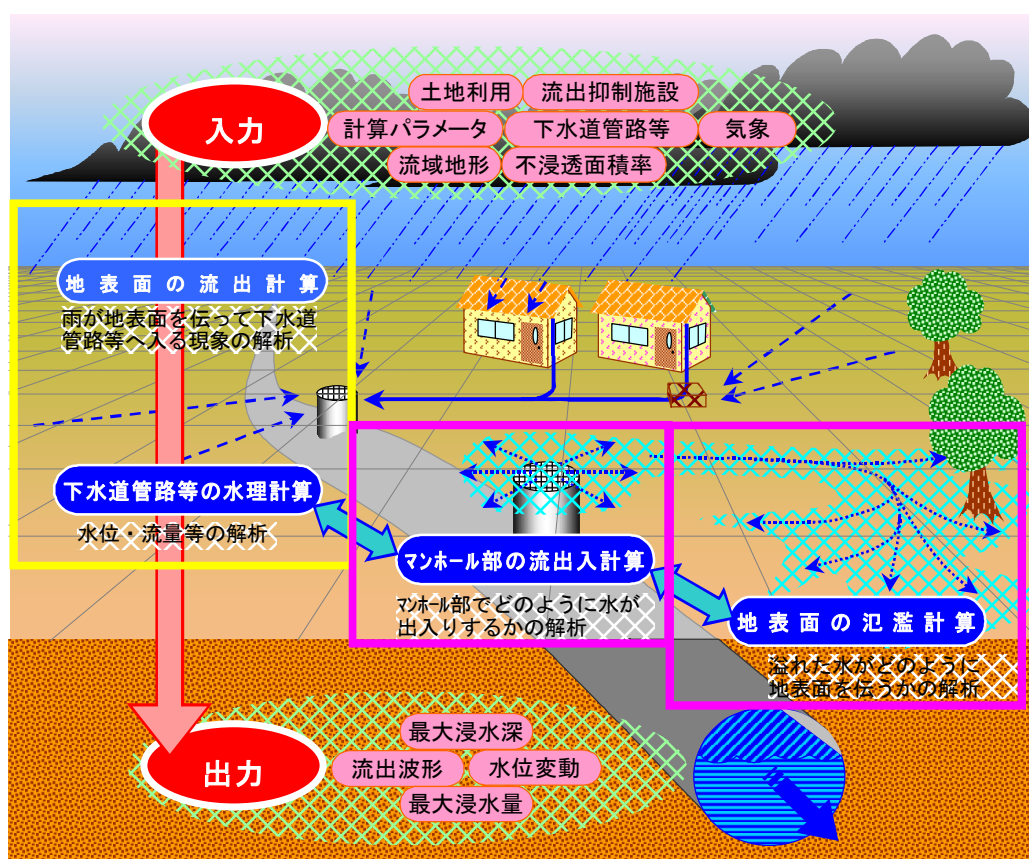 入力
土地利用
流出抑制施設
計算パラメータ
下水道管路等
気象
流域地形
不浸透面積率
地表面の流出計算
雨が地表面を伝って下水道
管路等へ入る現象の解析
下水道管路等の水理計算
水位・流量等の解析
マンホール部の流出入計算
マンホール部でどのように水が
出入りするかの解析
地表面の氾濫計算
溢れた水がどのように
地表面を伝うかの解析
出力
最大浸水深
流出波形
水位変動
最大浸水量